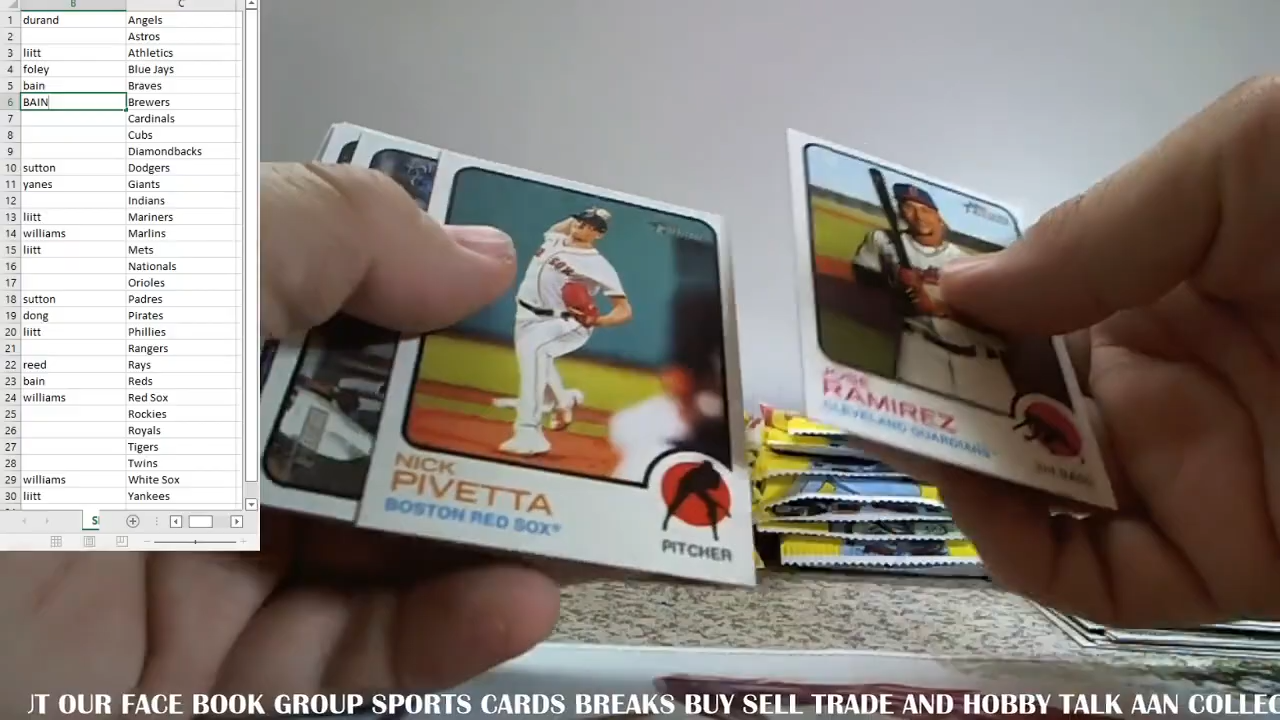 B C
1 durand Angels
2 Astros
3 liitt Athletics
4 foley Blue Jays
5 bain Braves
6 BAIN Brewers
7 Cardinals
8 Cubs
9 Diamondbacks
10 sutton Dodgers
11 yanes Giants
12 Indians
13 liitt Mariners
14 williams Marlins
15 liitt Mets
16 Nationals
17 Orioles
18 sutton Padres
19 dong Pirates
20 liitt Phillies
21 Rangers
22 reed Rays
23 bain Reds
24 williams Red Sox
25 Rockies
26 Royals
27 Tigers
28 Twins
29 williams White Sox
30 liitt Yankees
NICK
PIVETTA
BOSTON RED SOX
PITCHER
JOSE
RAMIREZ
CLEVELAND GUARDIANS
UT OUR FACE BOOK GROUP SPORTS CARDS BREAKS BUY SELL TRADE AND HOBBY TALK AAN COLLEC